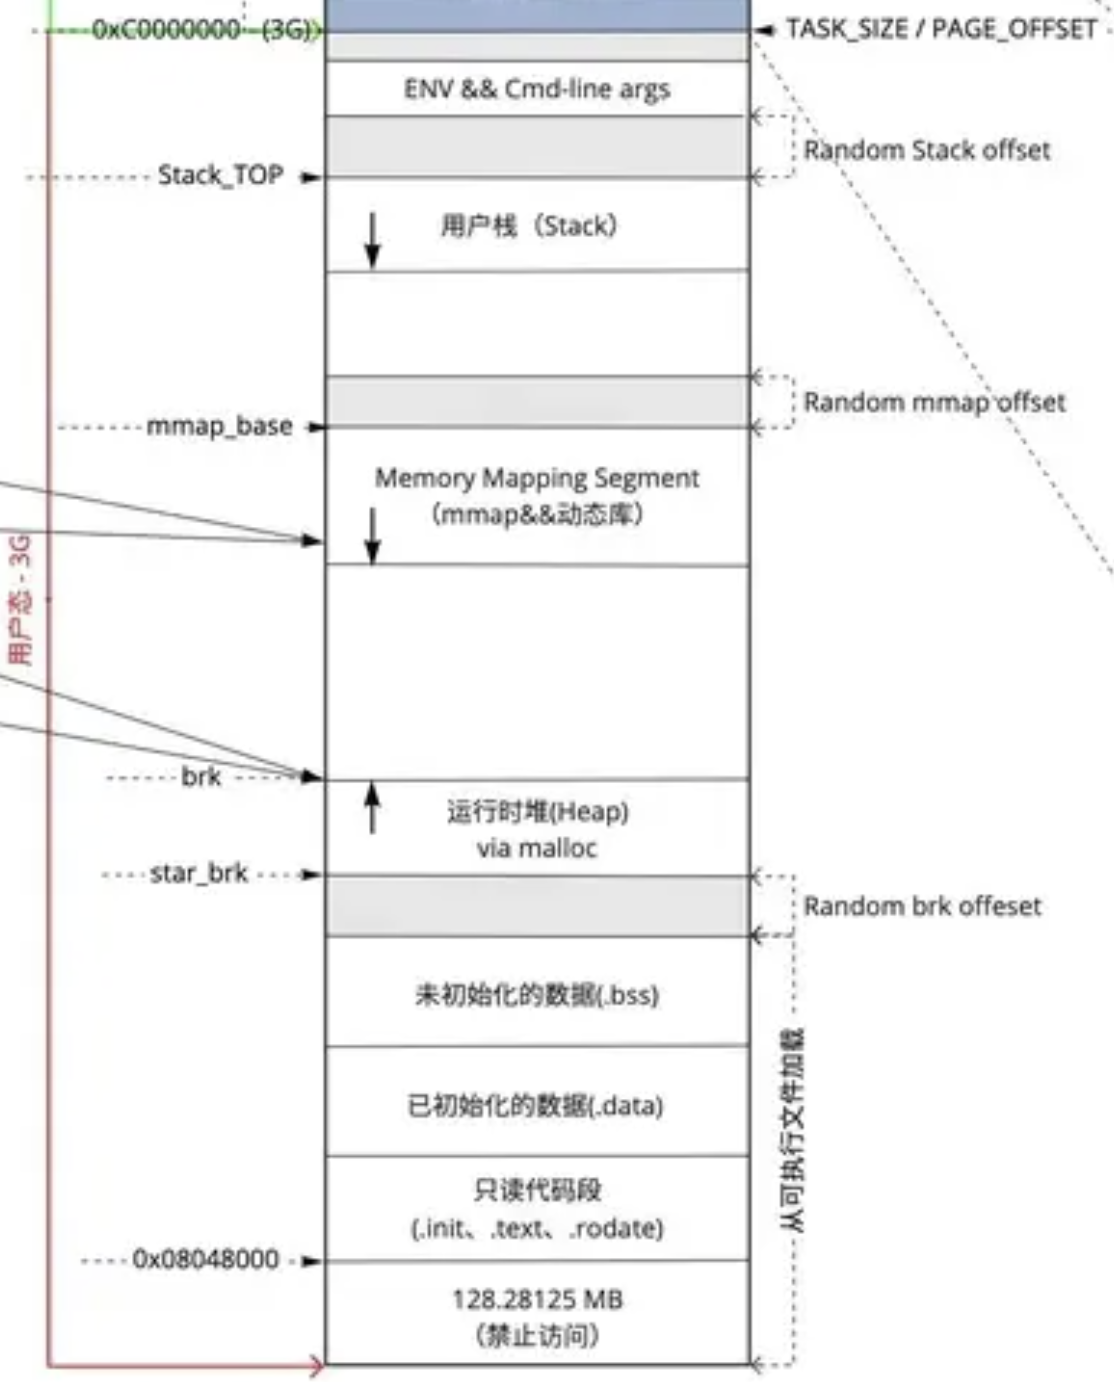 0xC0000000 (3G)
TASK_SIZE / PAGE_OFFSET
ENV && Cmd-line args
Random Stack offset
Stack_TOP
用户栈（Stack）
Random mmap offset
mmap_base
Memory Mapping Segment
（mmap&&动态库）
用户态 - 3G
brk
运行时堆(Heap)
via malloc
star_brk
Random brk offeset
未初始化的数据(.bss)
已初始化的数据(.data)
从可执行文件加载
只读代码段
(.init、.text、.rodate)
0x08048000
128.28125 MB
（禁止访问）